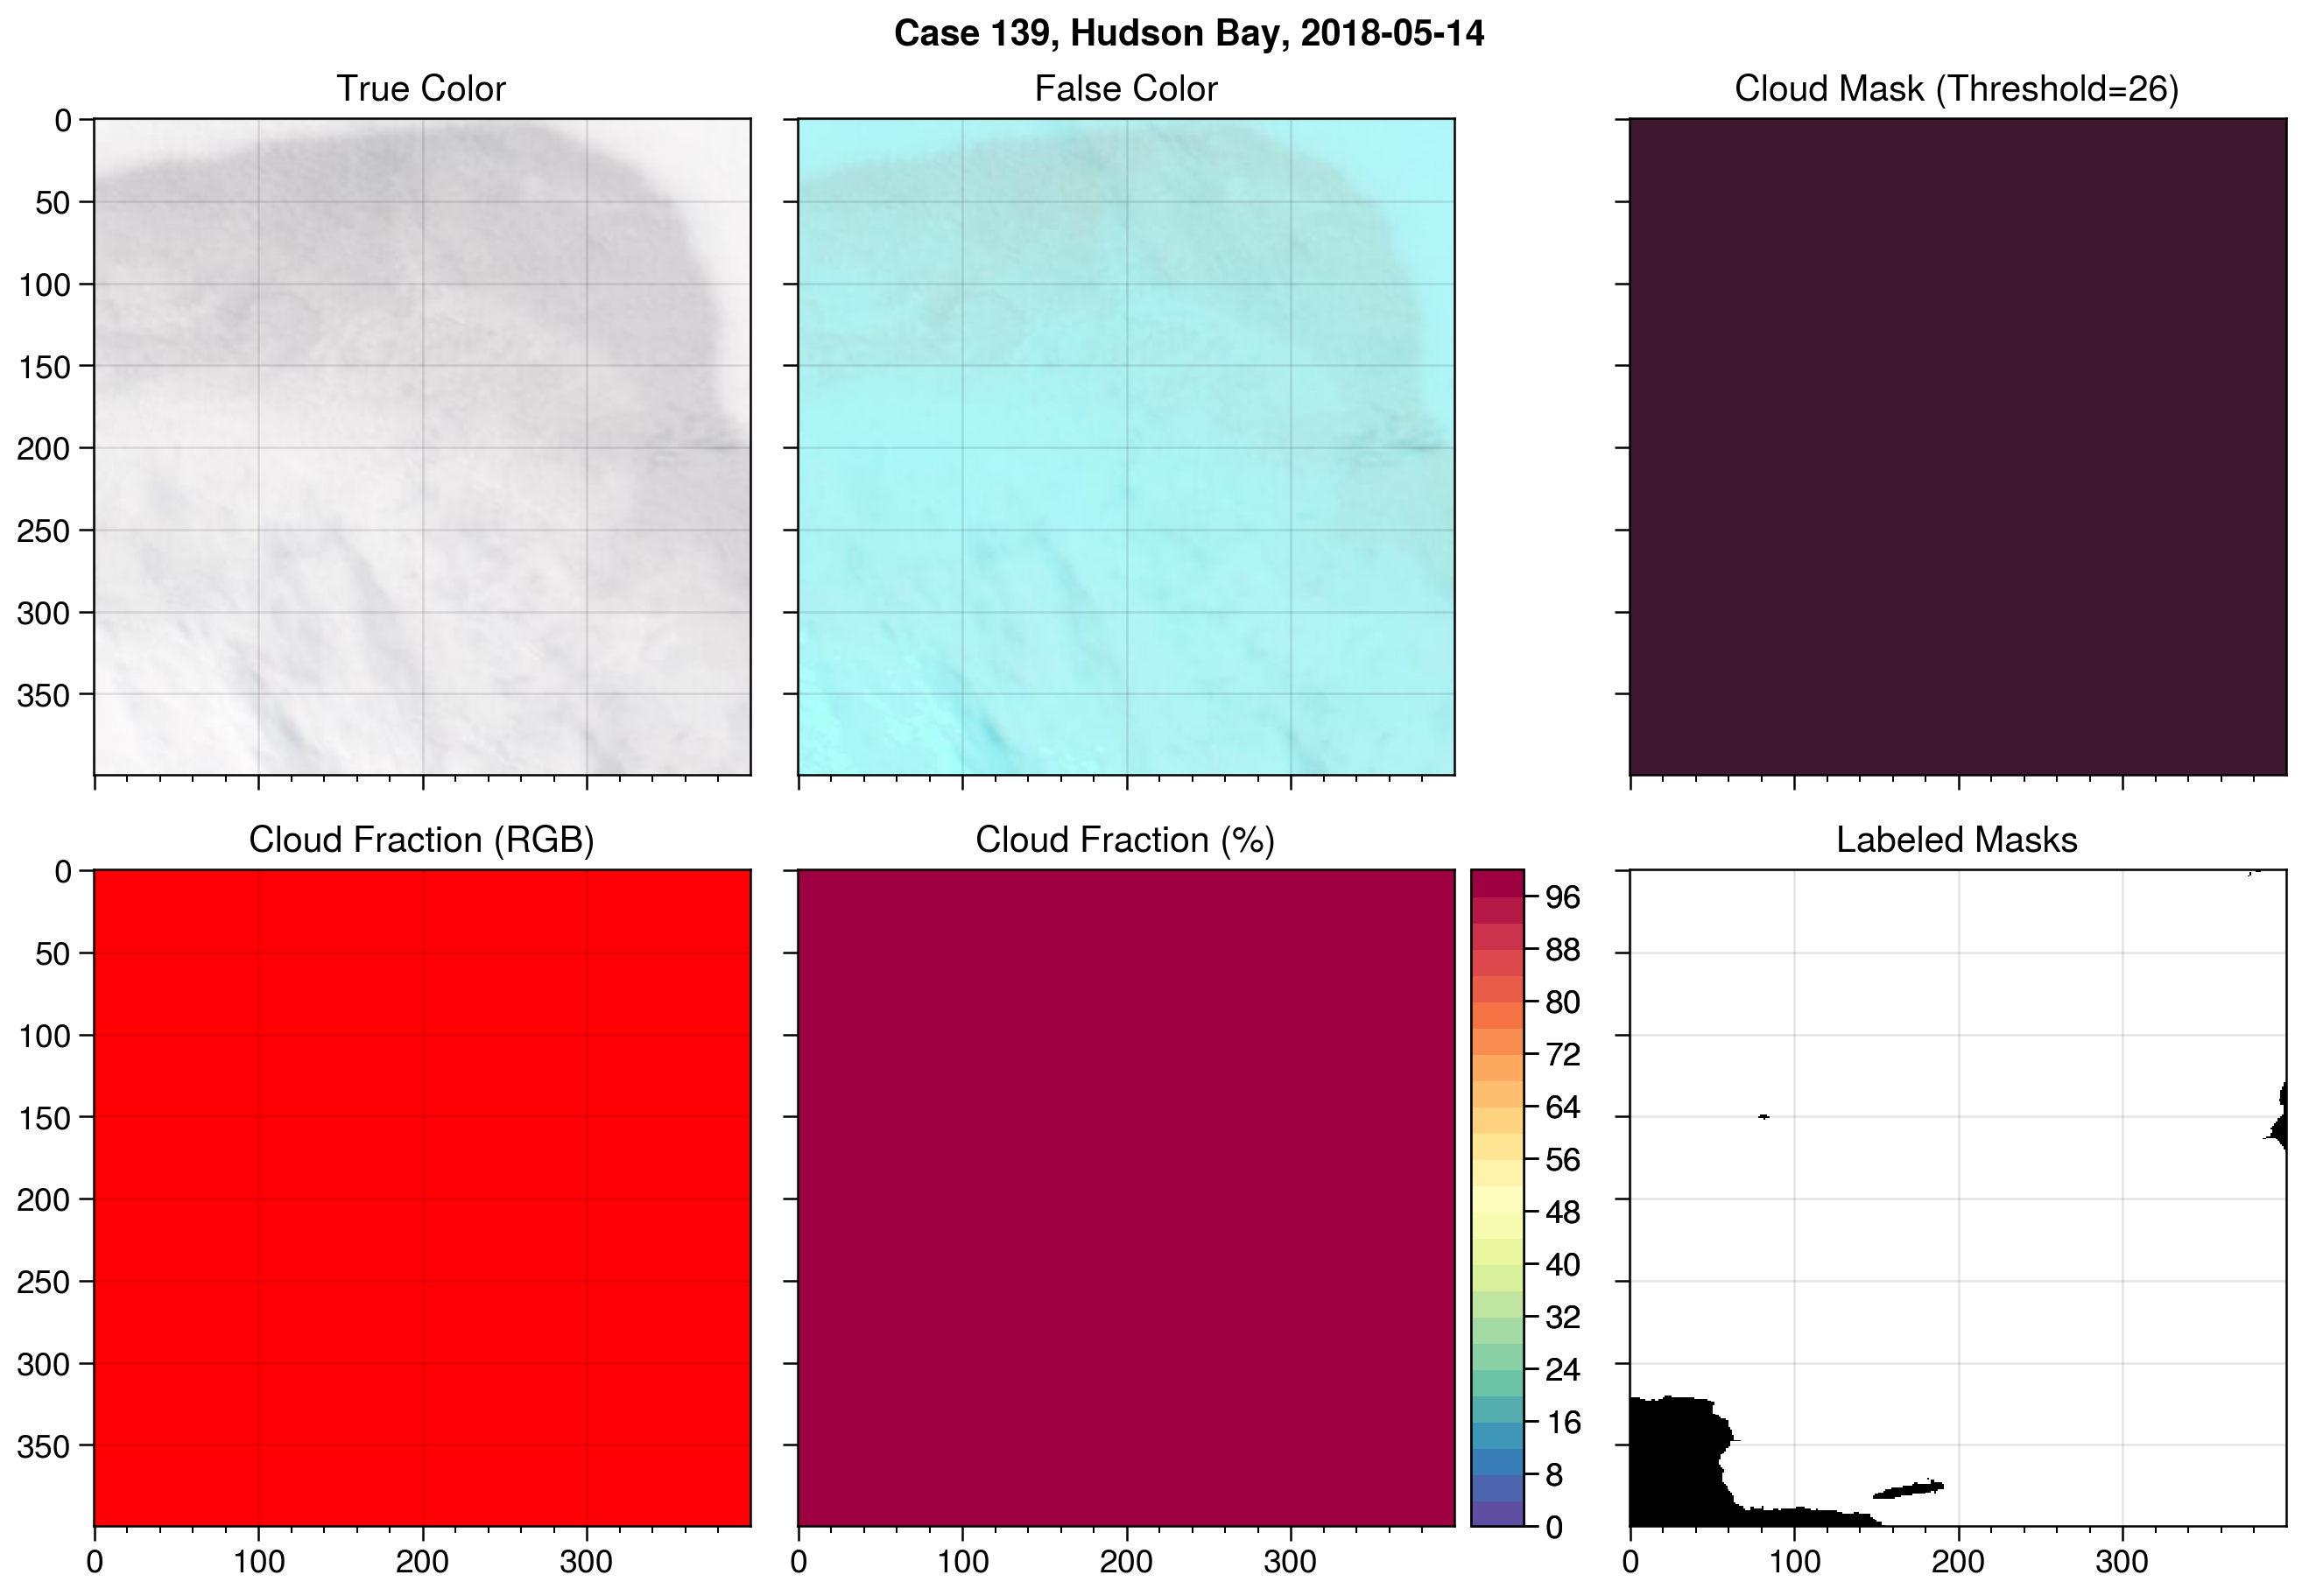 Case 139, Hudson Bay, 2018-05-14
True Color
False Color
Cloud Mask (Threshold=26)
0
50
100
150
200
250
300
350
Cloud Fraction (RGB)
Cloud Fraction (%)
Labeled Masks
0
50
100
150
200
250
300
350
96
88
80
72
64
56
48
40
32
24
16
8
0
0 100 200 300
0 100 200 300
0 100 200 300